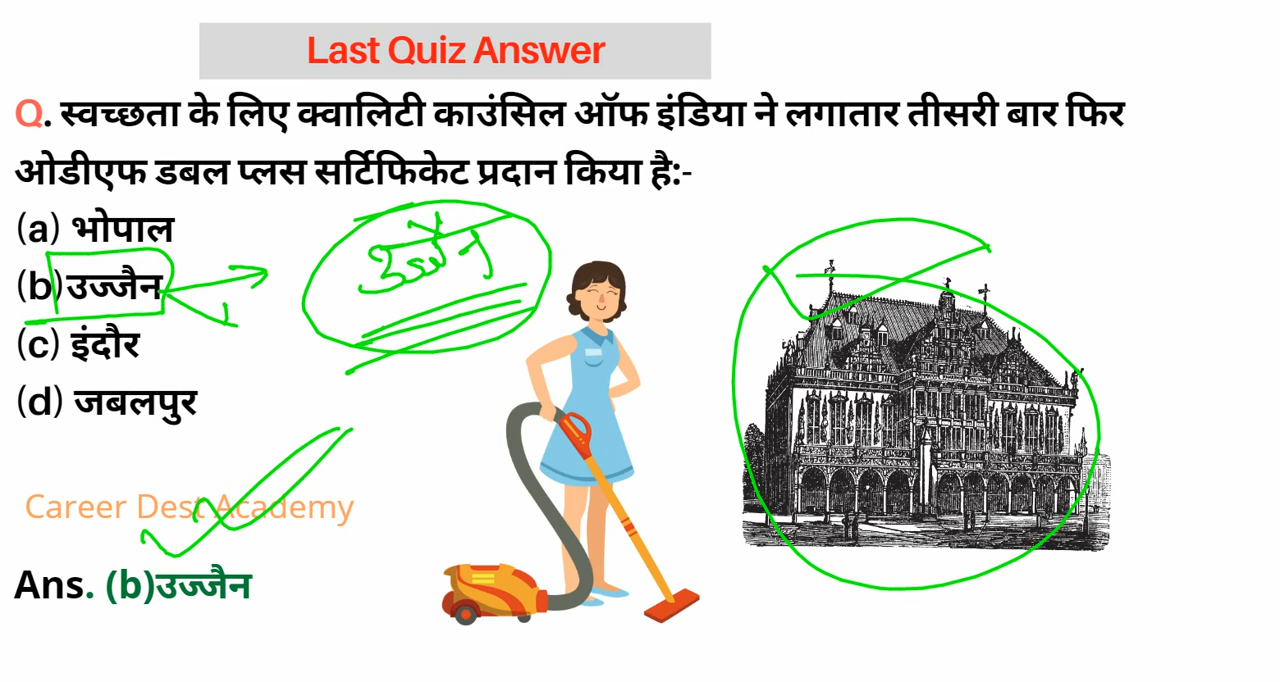 Last Quiz Answer
Q. स्वच्छता के लिए क्वालिटी काउंसिल ऑफ इंडिया ने लगातार तीसरी बार फिर
ओडीएफ डबल प्लस सर्टिफिकेट प्रदान किया है:-
(a) भोपाल
(b)उज्जैन
उज्जैन
(c) इंदौर
(d) जबलपुर
Career Dest Academy
Ans. (b)उज्जैन